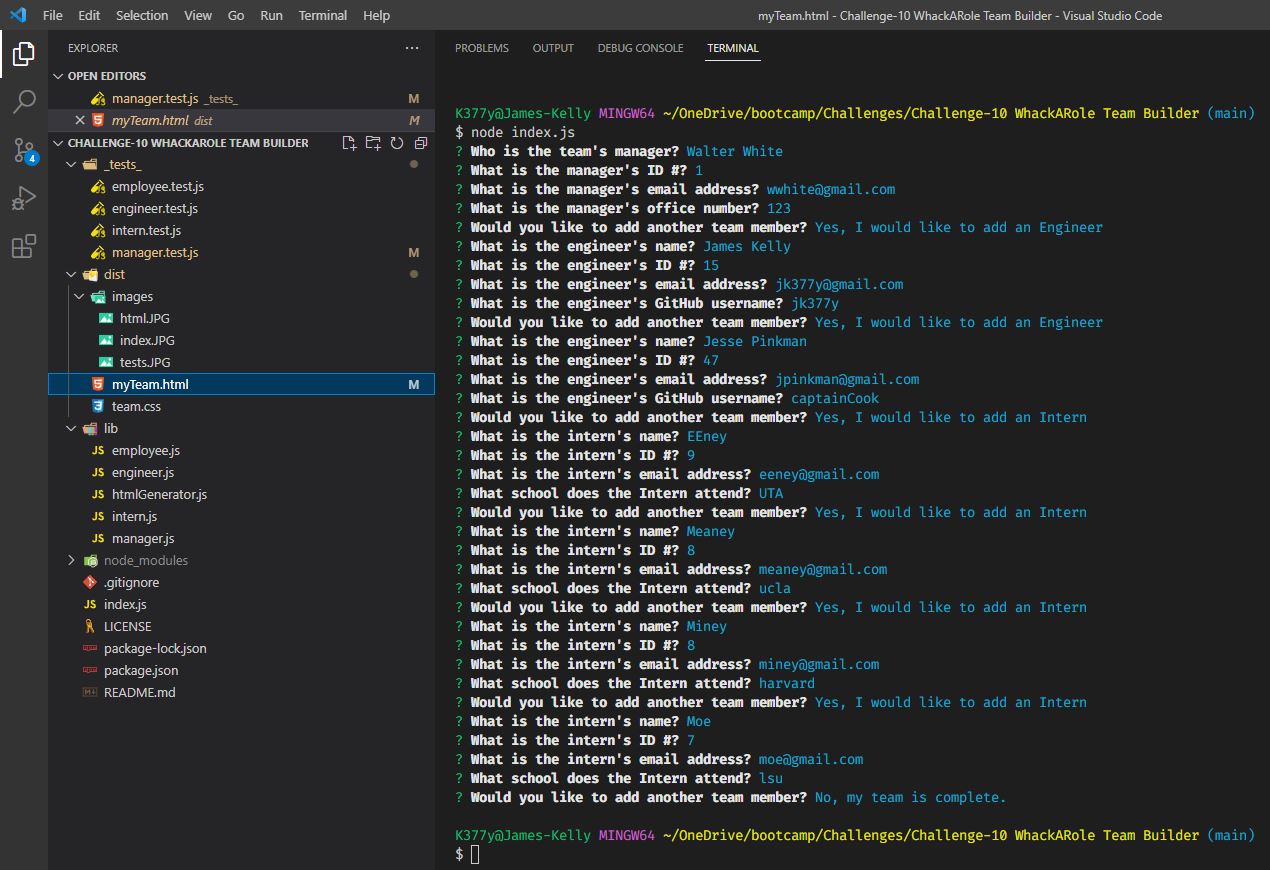 File Edit Selection View Go Run Terminal Help
myTeam.html - Challenge-10 WhackARole Team Builder - Visual Studio Code
EXPLORER
OPEN EDITORS
manager.test.js _tests_ M
myTeam.html dist M
CHALLENGE-10 WHACKAROLE TEAM BUILDER
4
_tests_
employee.test.js
engineer.test.js
intern.test.js
manager.test.js M
dist
images
html.JPG
index.JPG
tests.JPG
myTeam.html M
team.css
lib
JS employee.js
JS engineer.js
JS htmlGenerator.js
JS intern.js
JS manager.js
node_modules
.gitignore
JS index.js
LICENSE
package-lock.json
package.json
README.md
PROBLEMS OUTPUT DEBUG CONSOLE TERMINAL
K377y@James-Kelly MINGW64 ~/OneDrive/bootcamp/Challenges/Challenge-10 WhackARole Team Builder (main)
$ node index.js
? Who is the team's manager? Walter White
? What is the manager's ID #? 1
? What is the manager's email address? wwhite@gmail.com
? What is the manager's office number? 123
? Would you like to add another team member? Yes, I would like to add an Engineer
? What is the engineer's name? James Kelly
? What is the engineer's ID #? 15
? What is the engineer's email address? jk377y@gmail.com
? What is the engineer's GitHub username? jk377y
? Would you like to add another team member? Yes, I would like to add an Engineer
? What is the engineer's name? Jesse Pinkman
? What is the engineer's ID #? 47
? What is the engineer's email address? jpinkman@gmail.com
? What is the engineer's GitHub username? captainCook
? Would you like to add another team member? Yes, I would like to add an Intern
? What is the intern's name? EEney
? What is the intern's ID #? 9
? What is the intern's email address? eeney@gmail.com
? What school does the Intern attend? UTA
? Would you like to add another team member? Yes, I would like to add an Intern
? What is the intern's name? Meaney
? What is the intern's ID #? 8
? What is the intern's email address? meaney@gmail.com
? What school does the Intern attend? ucla
? Would you like to add another team member? Yes, I would like to add an Intern
? What is the intern's name? Miney
? What is the intern's ID #? 8
? What is the intern's email address? miney@gmail.com
? What school does the Intern attend? harvard
? Would you like to add another team member? Yes, I would like to add an Intern
? What is the intern's name? Moe
? What is the intern's ID #? 7
? What is the intern's email address? moe@gmail.com
? What school does the Intern attend? lsu
? Would you like to add another team member? No, my team is complete.
K377y@James-Kelly MINGW64 ~/OneDrive/bootcamp/Challenges/Challenge-10 WhackARole Team Builder (main)
$